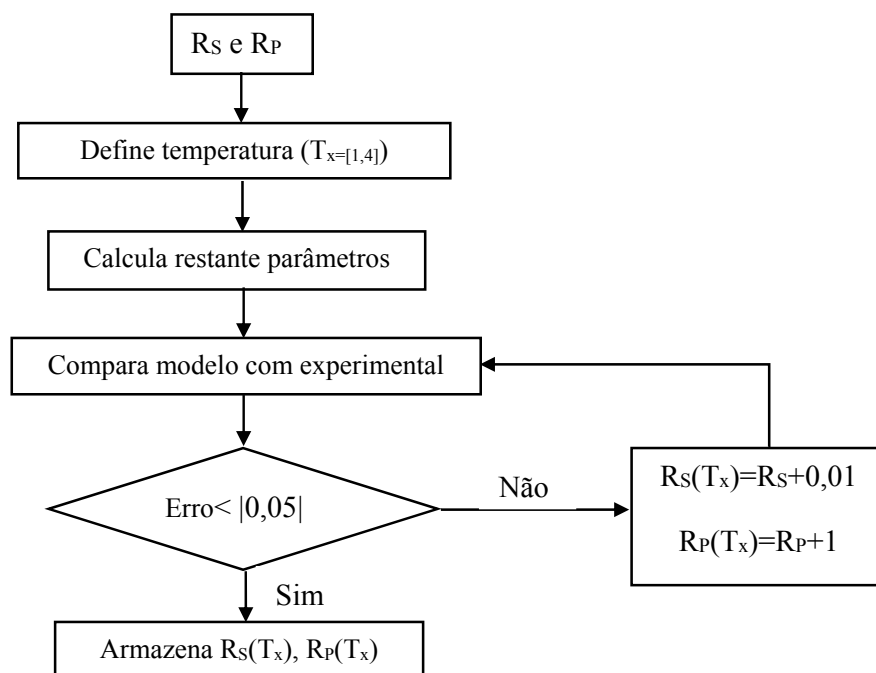 RS e RP
Define temperatura (Tx=[1,4])
Calcula restante parâmetros
Compara modelo com experimental
Erro< |0,05|
Não
RS(Tx)=RS+0,01
RP(Tx)=RP+1
Sim
Armazena RS(Tx), RP(Tx)